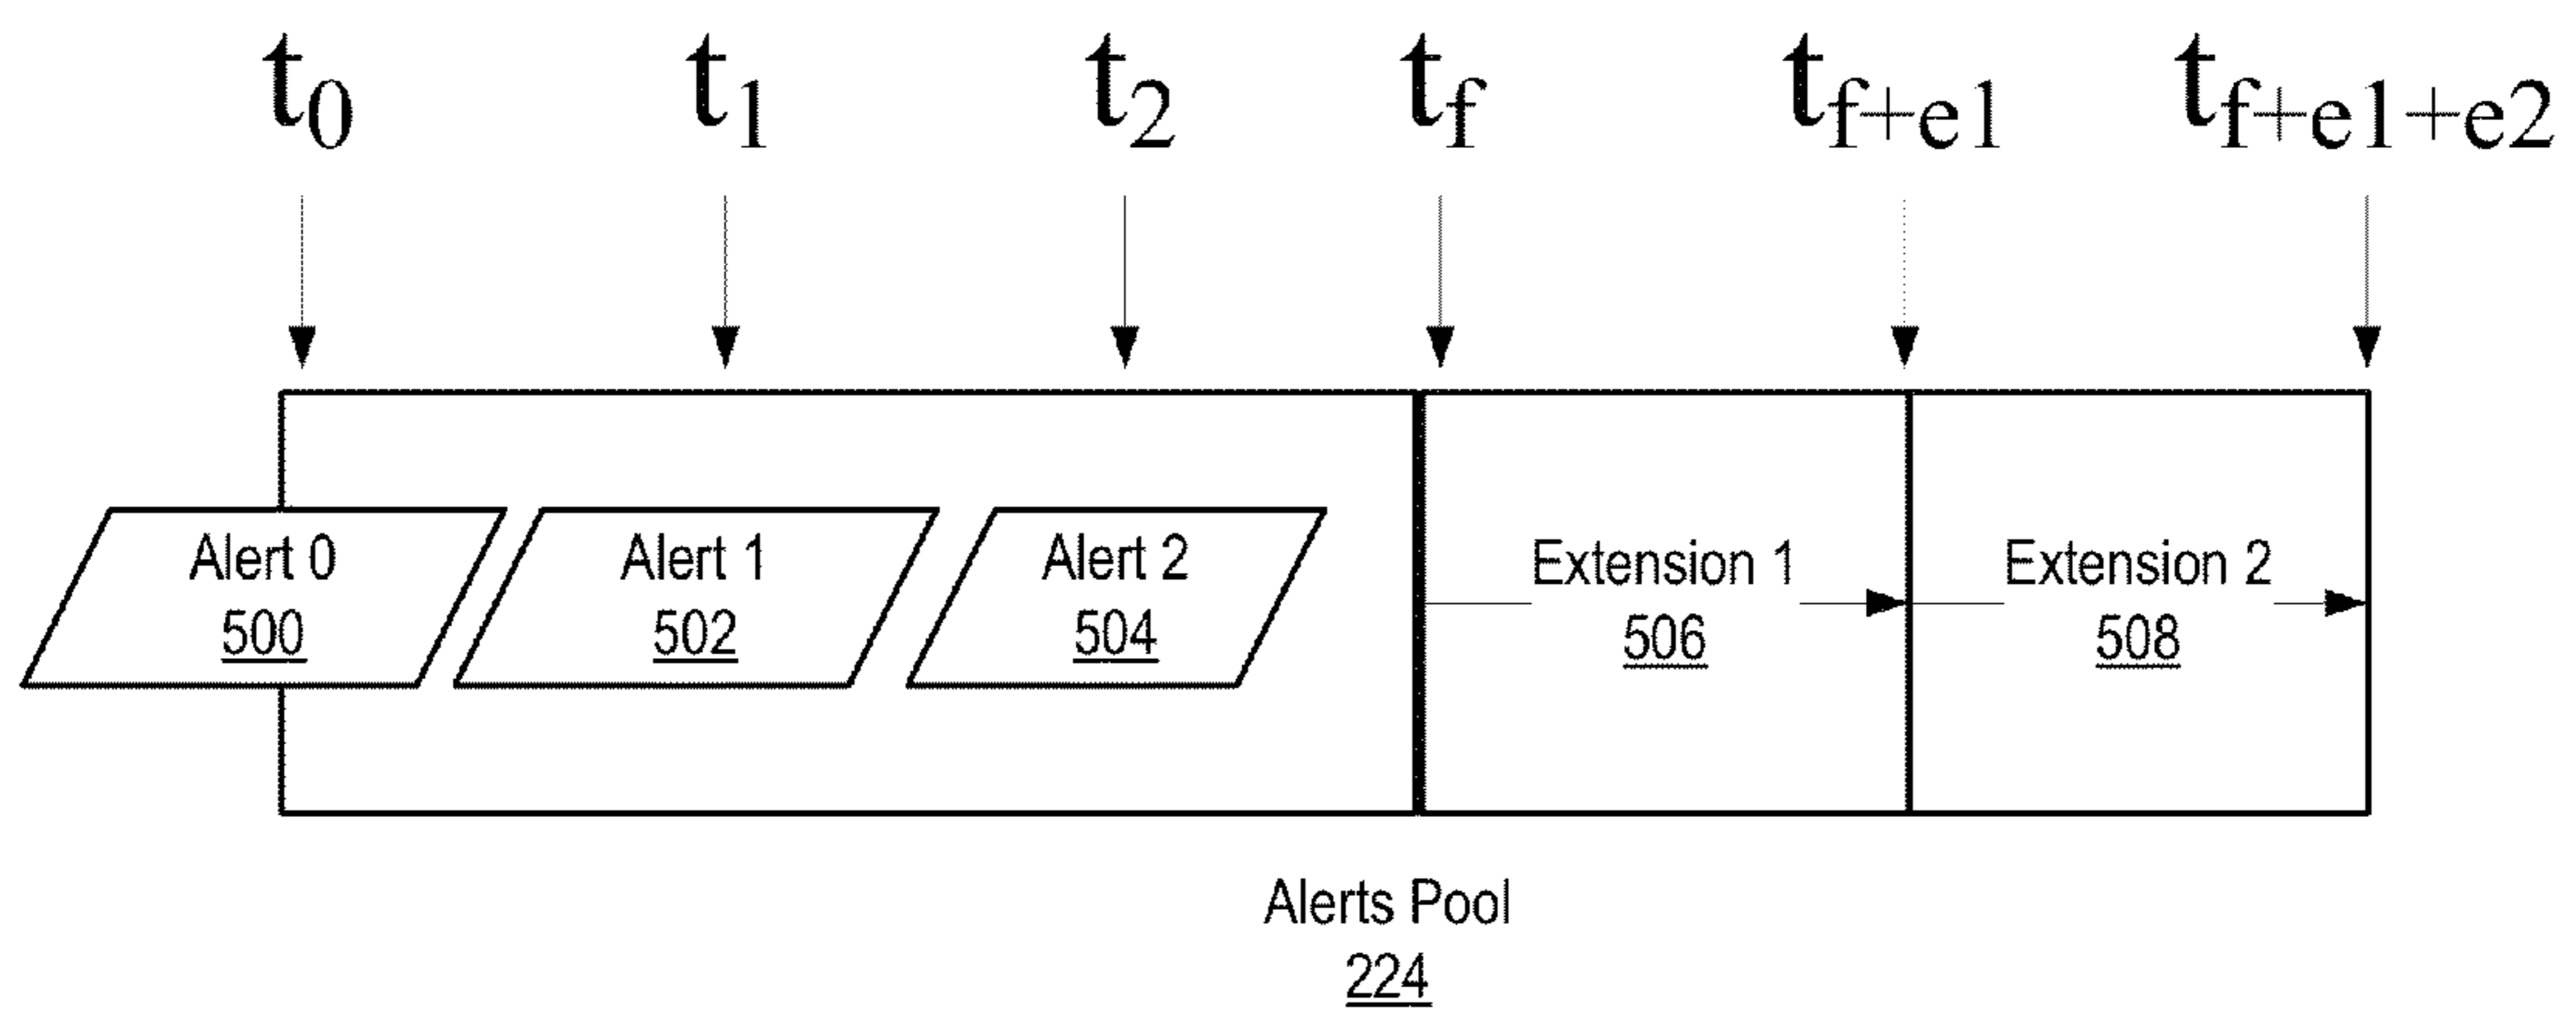 t0 t1 t2 tf tf+e1 tf+e1+e2
Alert 0
500
Alert 1
502
Alert 2
504
Extension 1
506
Extension 2
508
Alerts Pool
224